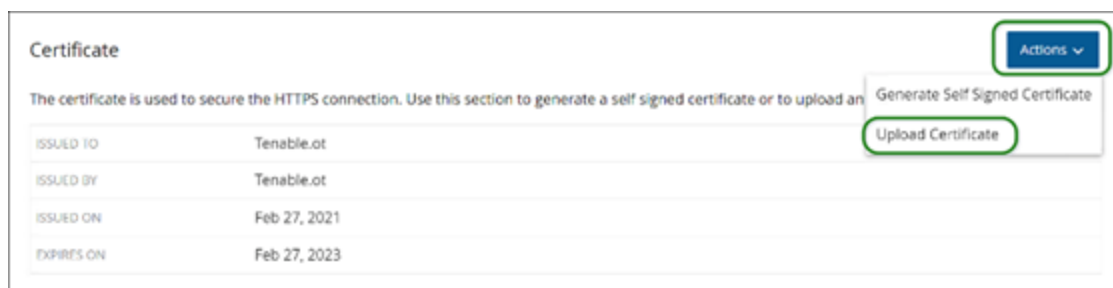 Certificate
Actions
The certificate is used to secure the HTTPS connection. Use this section to generate a self signed certificate or to upload an
Generate Self Signed Certificate
Upload Certificate
ISSUED TO Tenable.ot
ISSUED BY Tenable.ot
ISSUED ON Feb 27, 2021
EXPIRES ON Feb 27, 2023